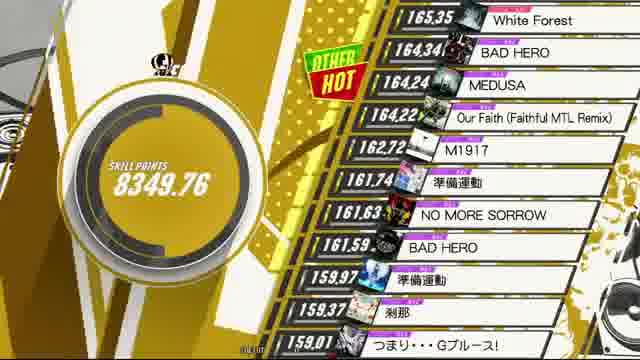 165,35 White Forest
164,34 BAD HERO
164,24 MEDUSA
164,22 Our Faith (Faithful MTL Remix)
162,72 M1917
161,74 準備運動
161,63 NO MORE SORROW
161,59 BAD HERO
159,97 準備運動
159,37 刹那
159,01 つまり・・・Gブルース!
OTHER
HOT
SKILL POINTS
8349.76